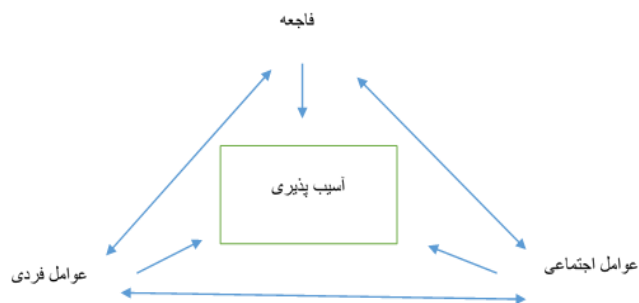 فاجعه
آسیب پذیری
عوامل اجتماعی
عوامل فردی